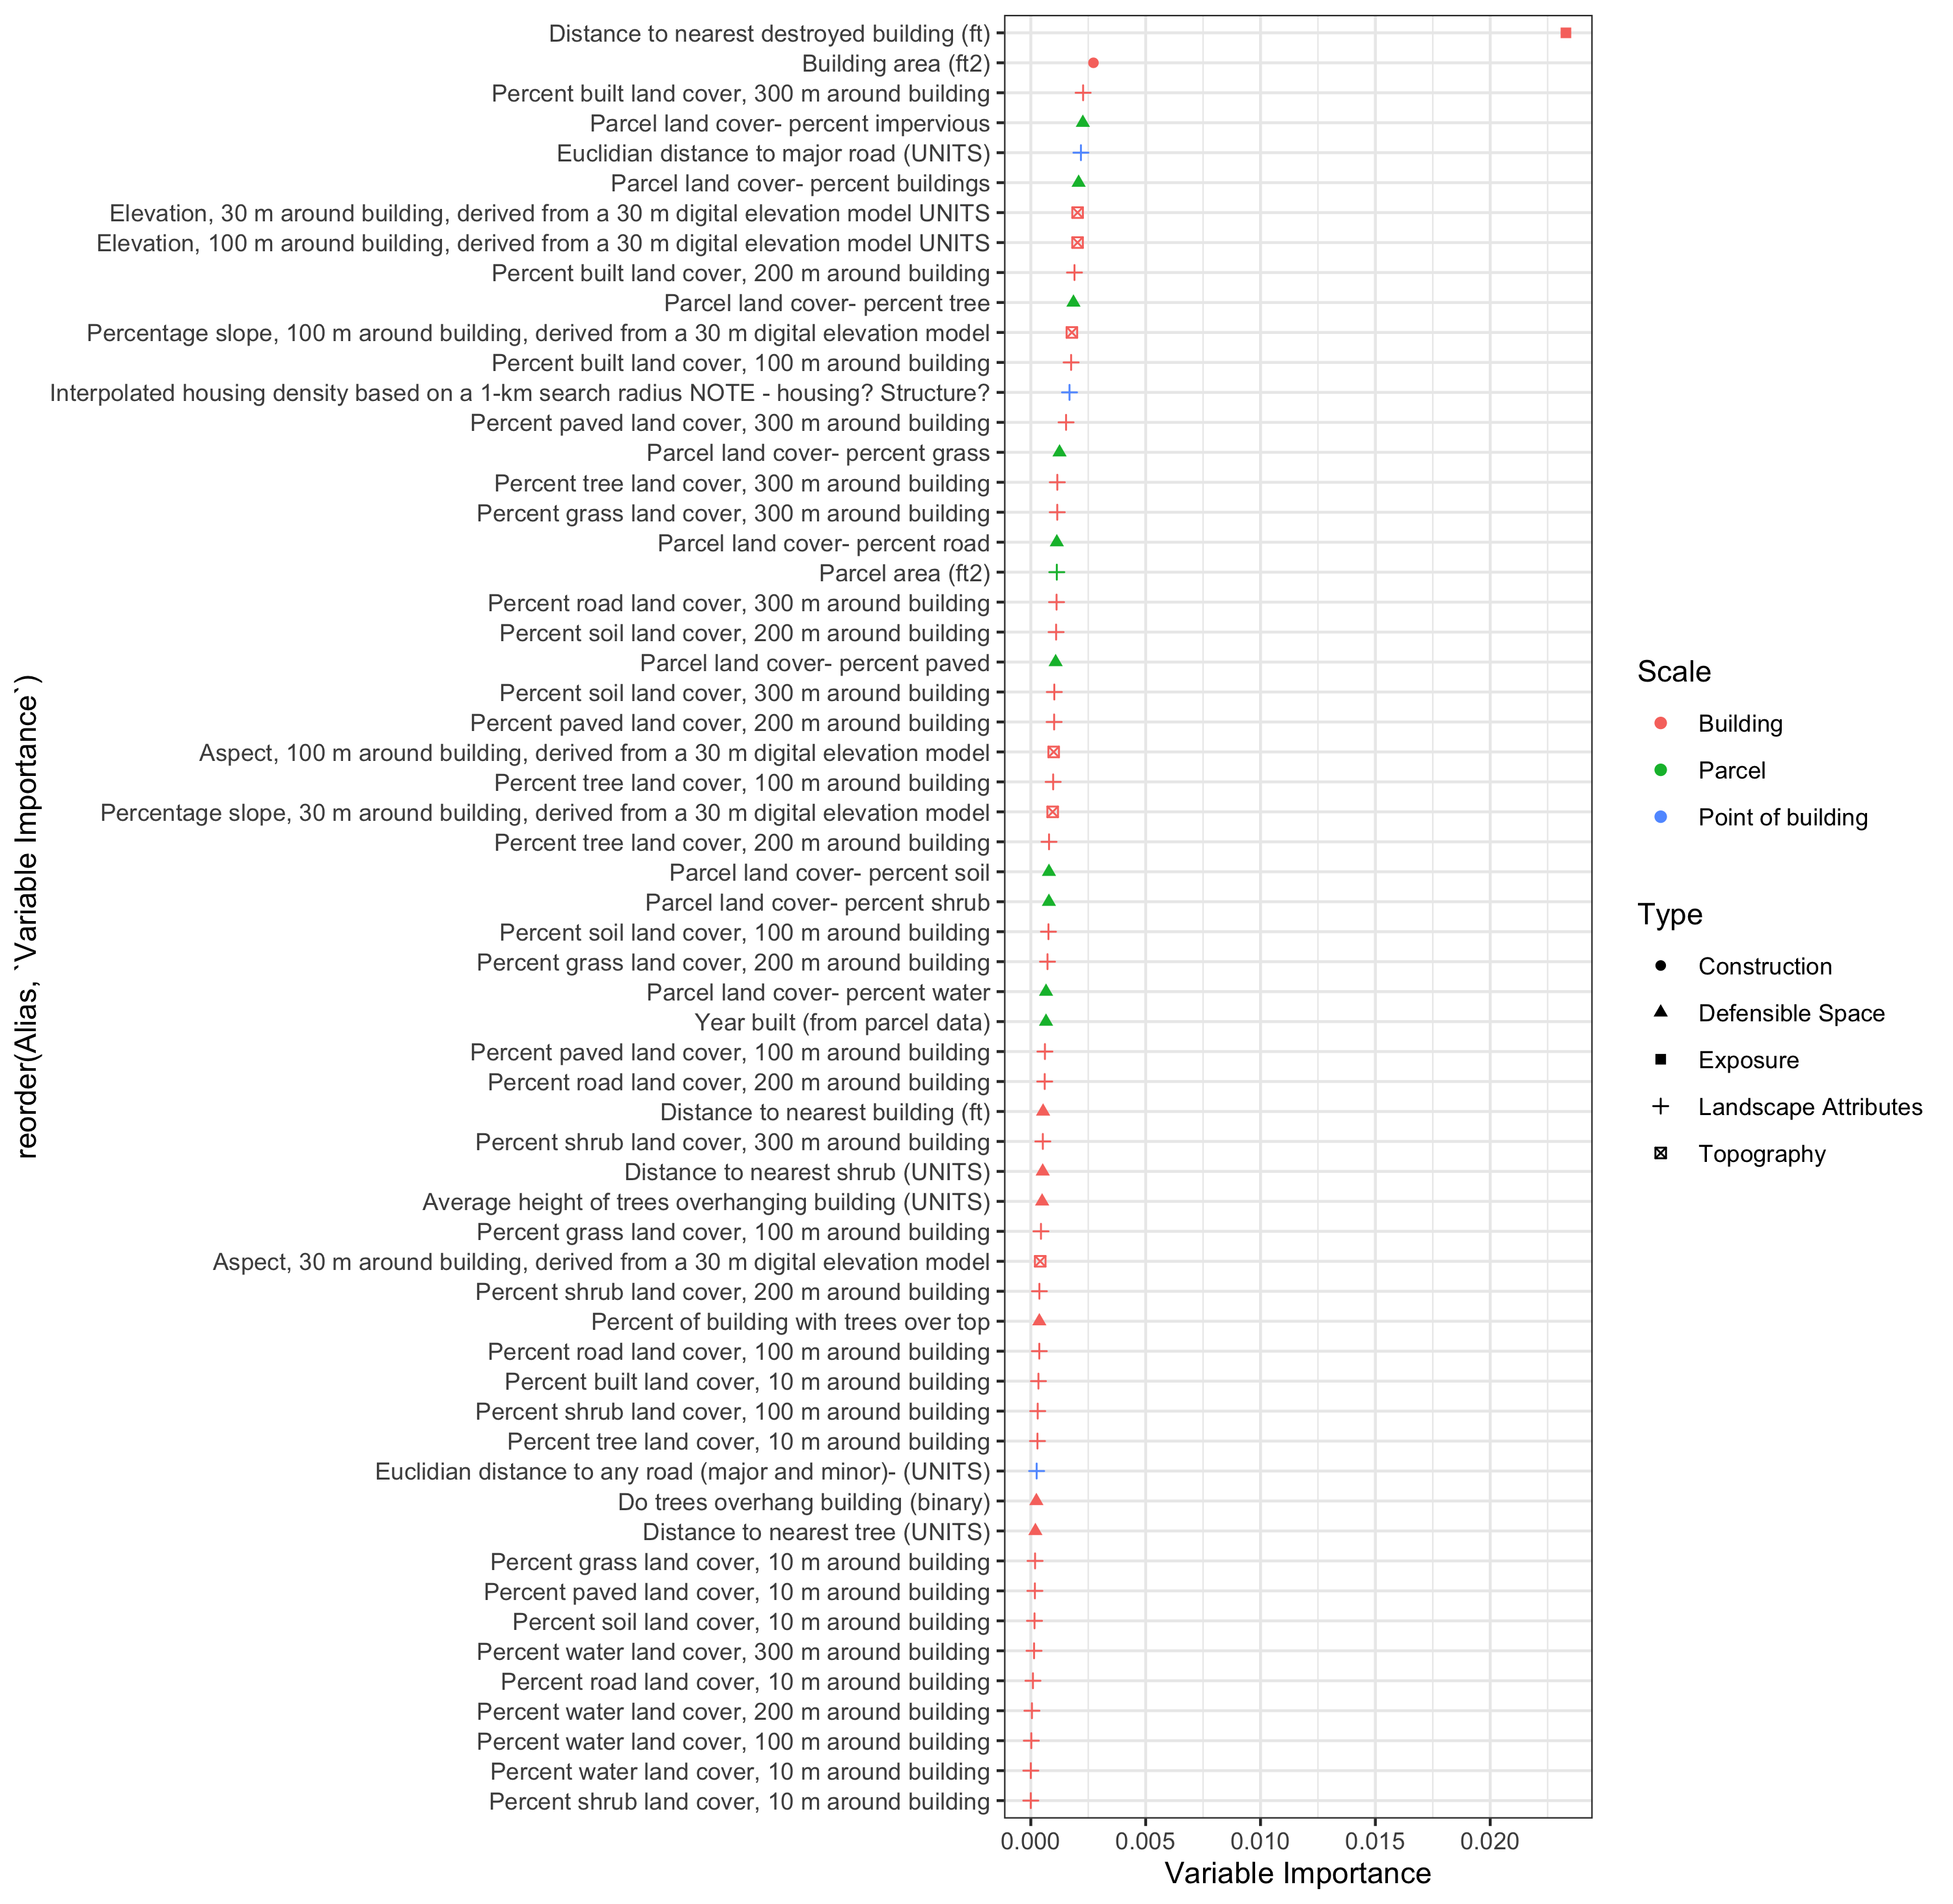 Distance to nearest destroyed building (ft)
Building area (ft2)
Percent built land cover, 300 m around building
Parcel land cover- percent impervious
Euclidian distance to major road (UNITS)
Parcel land cover- percent buildings
Elevation, 30 m around building, derived from a 30 m digital elevation model UNITS
Elevation, 100 m around building, derived from a 30 m digital elevation model UNITS
Percent built land cover, 200 m around building
Parcel land cover- percent tree
Percentage slope, 100 m around building, derived from a 30 m digital elevation model
Percent built land cover, 100 m around building
Interpolated housing density based on a 1-km search radius NOTE - housing? Structure?
Percent paved land cover, 300 m around building
Parcel land cover- percent grass
Percent tree land cover, 300 m around building
Percent grass land cover, 300 m around building
Parcel land cover- percent road
Parcel area (ft2)
Percent road land cover, 300 m around building
Percent soil land cover, 200 m around building
Parcel land cover- percent paved
Percent soil land cover, 300 m around building
Percent paved land cover, 200 m around building
Aspect, 100 m around building, derived from a 30 m digital elevation model
Percent tree land cover, 100 m around building
Percentage slope, 30 m around building, derived from a 30 m digital elevation model
Percent tree land cover, 200 m around building
Parcel land cover- percent soil
Parcel land cover- percent shrub
Percent soil land cover, 100 m around building
Percent grass land cover, 200 m around building
Parcel land cover- percent water
Year built (from parcel data)
Percent paved land cover, 100 m around building
Percent road land cover, 200 m around building
Distance to nearest building (ft)
Percent shrub land cover, 300 m around building
Distance to nearest shrub (UNITS)
Average height of trees overhanging building (UNITS)
Percent grass land cover, 100 m around building
Aspect, 30 m around building, derived from a 30 m digital elevation model
Percent shrub land cover, 200 m around building
Percent of building with trees over top
Percent road land cover, 100 m around building
Percent built land cover, 10 m around building
Percent shrub land cover, 100 m around building
Percent tree land cover, 10 m around building
Euclidian distance to any road (major and minor)- (UNITS)
Do trees overhang building (binary)
Distance to nearest tree (UNITS)
Percent grass land cover, 10 m around building
Percent paved land cover, 10 m around building
Percent soil land cover, 10 m around building
Percent water land cover, 300 m around building
Percent road land cover, 10 m around building
Percent water land cover, 200 m around building
Percent water land cover, 100 m around building
Percent water land cover, 10 m around building
Percent shrub land cover, 10 m around building
reorder(Alias, `Variable Importance`)
0.000 0.005 0.010 0.015 0.020
Variable Importance
Scale
Building
Parcel
Point of building
Type
Construction
Defensible Space
Exposure
Landscape Attributes
Topography